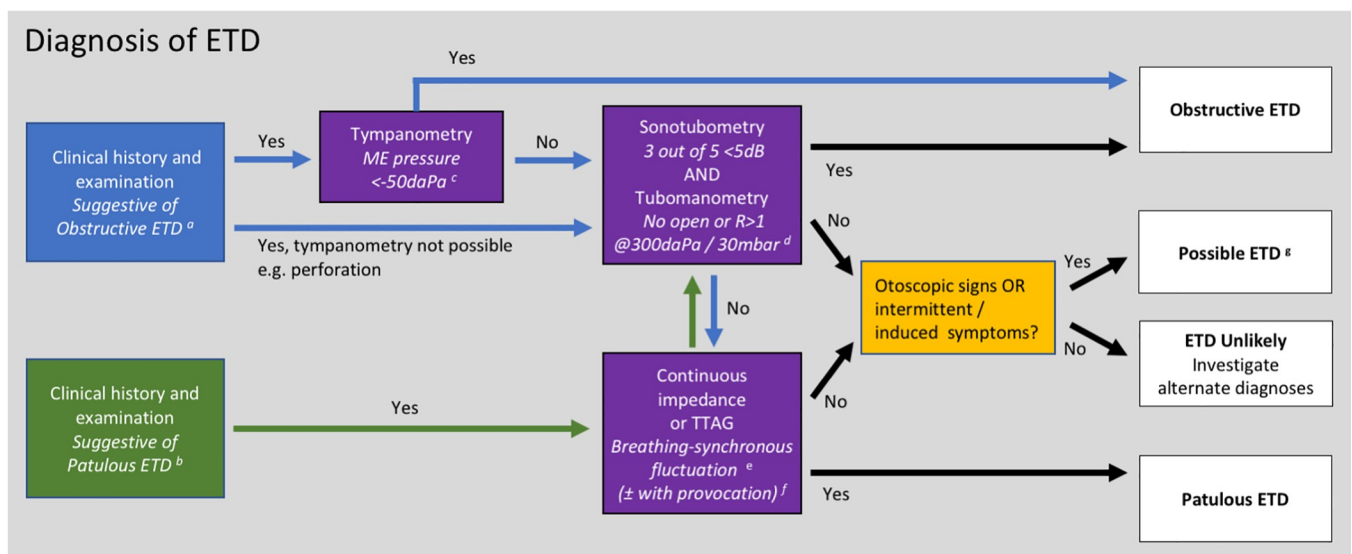 Diagnosis of ETD
Yes
Clinical history and
examination
Suggestive of
Obstructive ETD a
Yes
Tympanometry
ME pressure
<-50daPa c
No
Yes, tympanometry not possible
e.g. perforation
Sonotubometry
3 out of 5 <5dB
AND
Tubomanometry
No open or R>1
@300daPa / 30mbar d
Yes
No
Obstructive ETD
No
Otoscopic signs OR
intermittent /
induced symptoms?
Yes
No
Possible ETD g
ETD Unlikely
Investigate
alternate diagnoses
Clinical history and
examination
Suggestive of
Patulous ETD b
Yes
Continuous
impedance
or TTAG
Breathing-synchronous
fluctuation e
(± with provocation) f
No
Yes
Patulous ETD